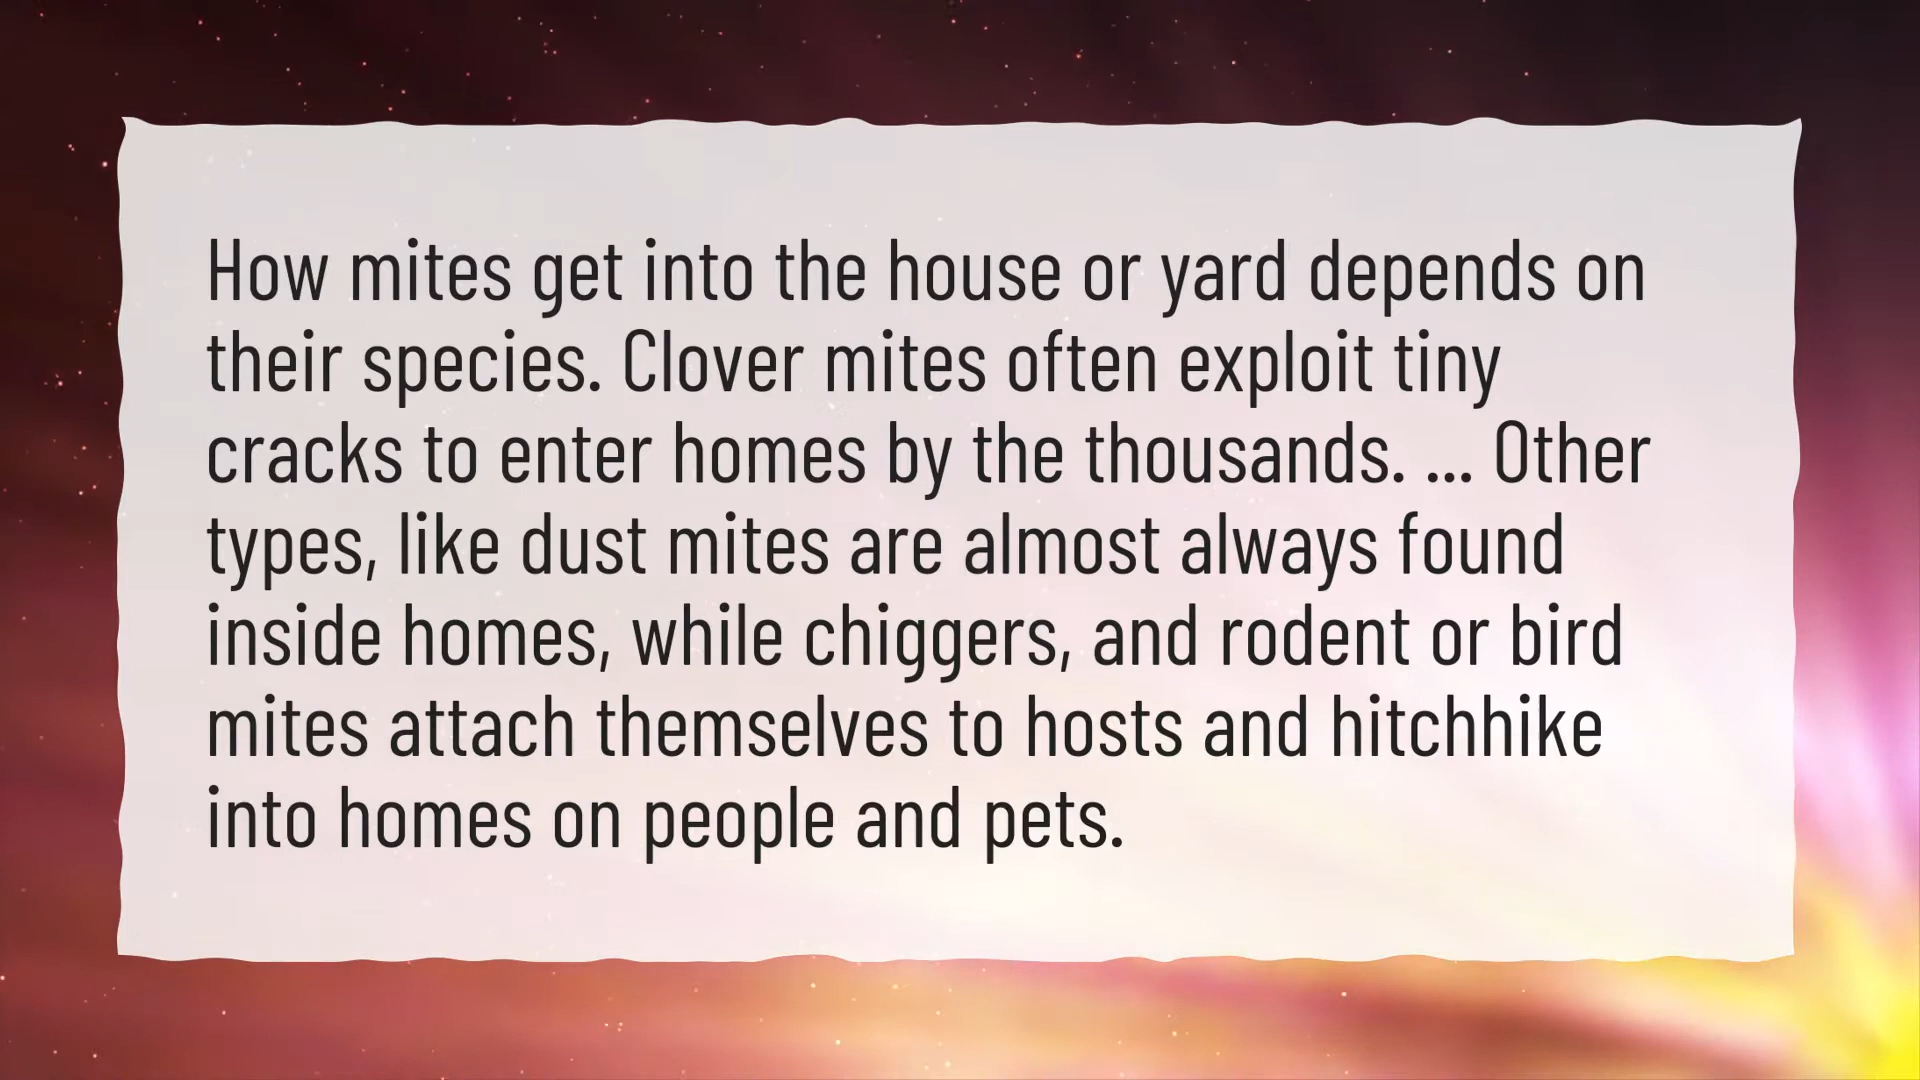 How mites get into the house or yard depends on
their species. Clover mites often exploit tiny
cracks to enter homes by the thousands. ... Other
types, like dust mites are almost always found
inside homes, while chiggers, and rodent or bird
mites attach themselves to hosts and hitchhike
into homes on people and pets.